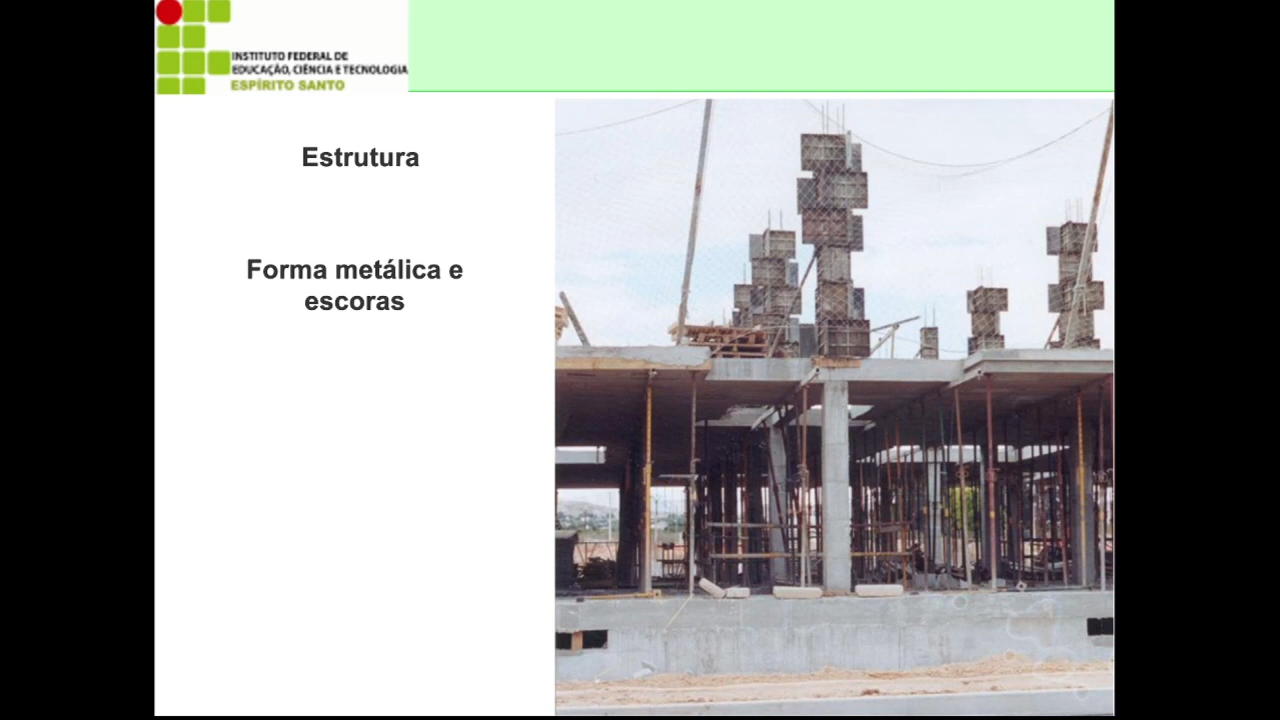 INSTITUTO FEDERAL DE
EDUCAÇÃO, CIÊNCIA E TECNOLOGIA
ESPÍRITO SANTO
Estrutura
Forma metálica e
escoras